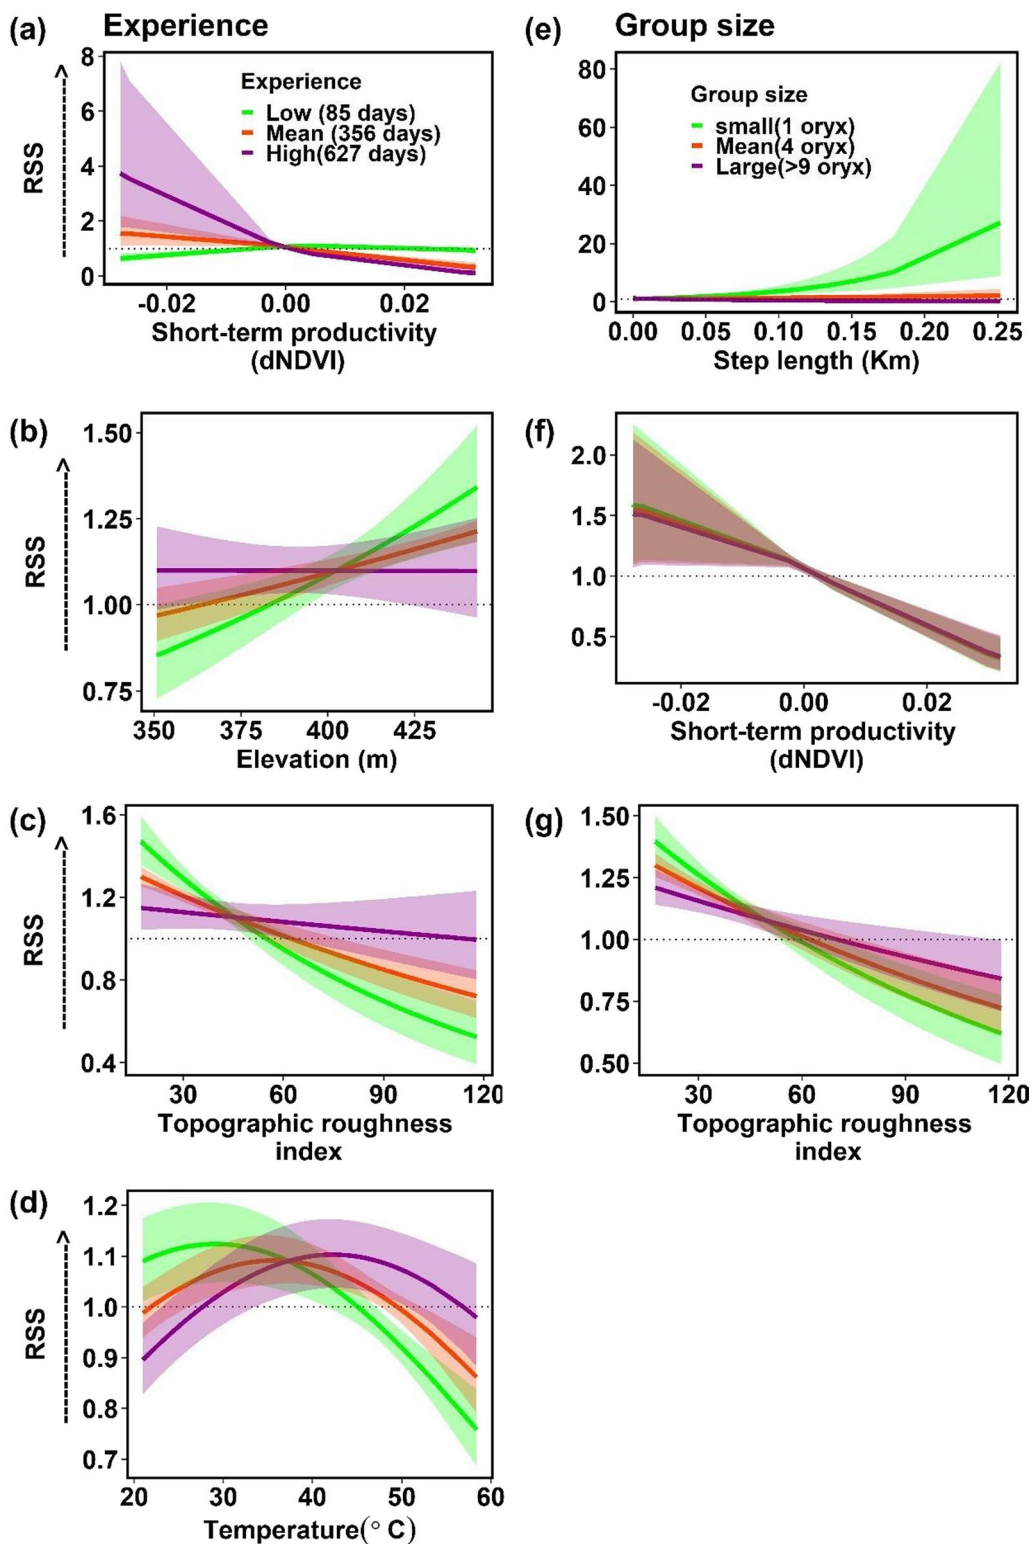 (a) Experience
8
6
4
2
0
RSS
Experience
Low (85 days)
Mean (356 days)
High(627 days)
-0.02 0.00 0.02
Short-term productivity
(dNDVI)
(e) Group size
80
60
40
20
0
Group size
small(1 oryx)
Mean(4 oryx)
Large(>9 oryx)
0.00 0.05 0.10 0.15 0.20 0.25
Step length (Km)
(b)
1.50
1.25
1.00
0.75
RSS
350 375 400 425
Elevation (m)
(f)
2.0
1.5
1.0
0.5
-0.02 0.00 0.02
Short-term productivity
(dNDVI)
(c)
1.6
1.2
0.8
0.4
RSS
30 60 90 120
Topographic roughness
index
(g)
1.50
1.25
1.00
0.75
0.50
30 60 90 120
Topographic roughness
index
(d)
1.2
1.1
1.0
0.9
0.8
0.7
RSS
20 30 40 50 60
Temperature(° C)